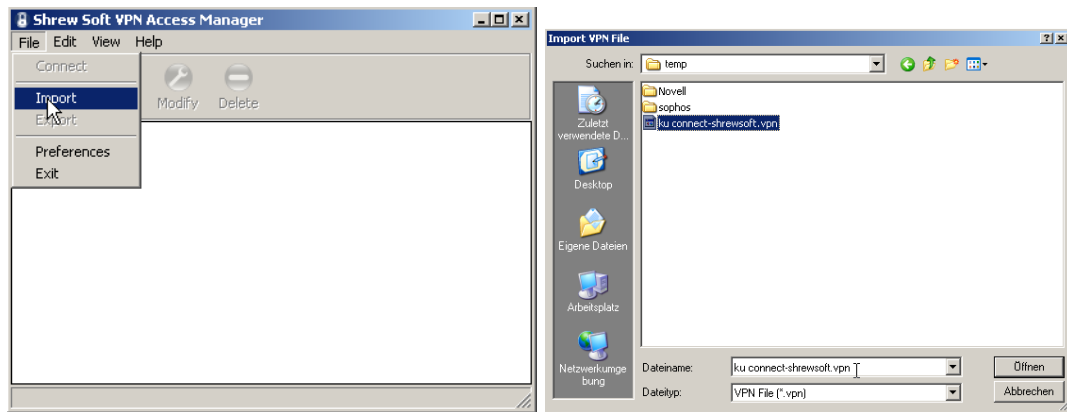 Shrew Soft VPN Access Manager
File Edit View Help
Connect
Import
Export
Preferences
Exit
Modify Delete
Import VPN File
Suchen in: temp
Zuletzt
verwendete D...
Desktop
Eigene Dateien
Arbeitsplatz
Netzwerkumge
bung
Novell
sophos
ku connect-shrewsoft.vpn
Dateiname: ku connect-shrewsoft.vpn Öffnen
Dateityp: VPN File (*.vpn) Abbrechen